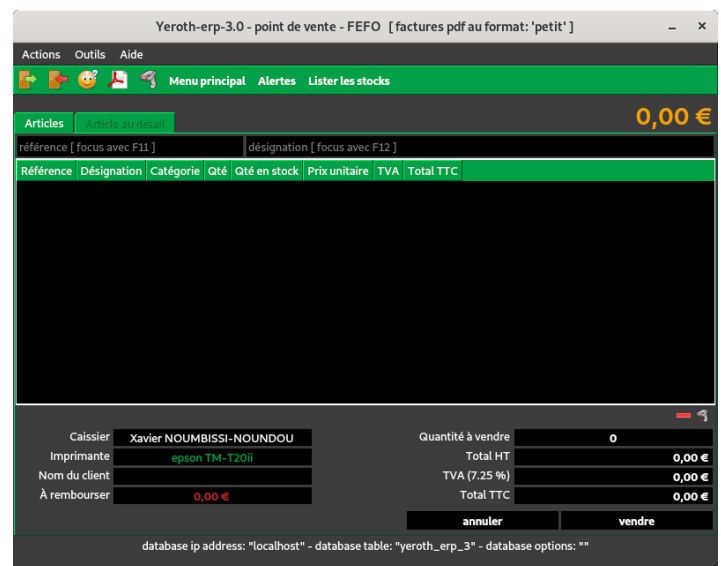 Yeroth-erp-3.0 - point de vente - FEFO [ factures pdf au format: 'petit' ]
Actions Outils Aide
Menu principal Alertes Lister les stocks
Articles Article au détail 0,00 €
référence [ focus avec F11 ] désignation [ focus avec F12 ]
Référence Désignation Catégorie Qté Qté en stock Prix unitaire TVA Total TTC
Caissier Xavier NOUMBISSI-NOUNDOU Quantité à vendre 0
Imprimante epson TM-T20ii Total HT 0,00 €
Nom du client TVA (7.25 %) 0,00 €
À rembourser 0,00 € Total TTC 0,00 €
annuler vendre
database ip address: "localhost" - database table: "yeroth_erp_3" - database options: ""